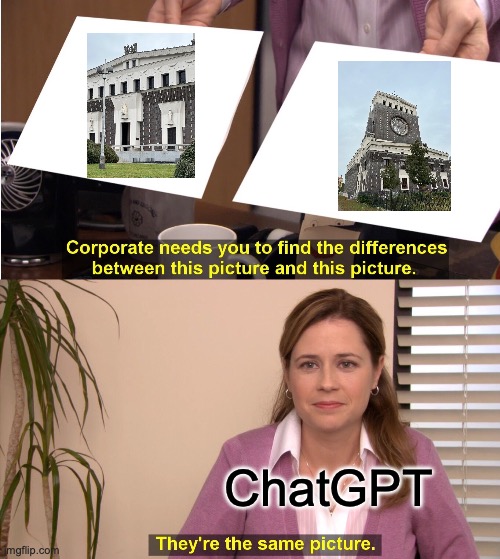 Corporate needs you to find the differences
between this picture and this picture.
ChatGPT
They're the same picture.
imgflip.com